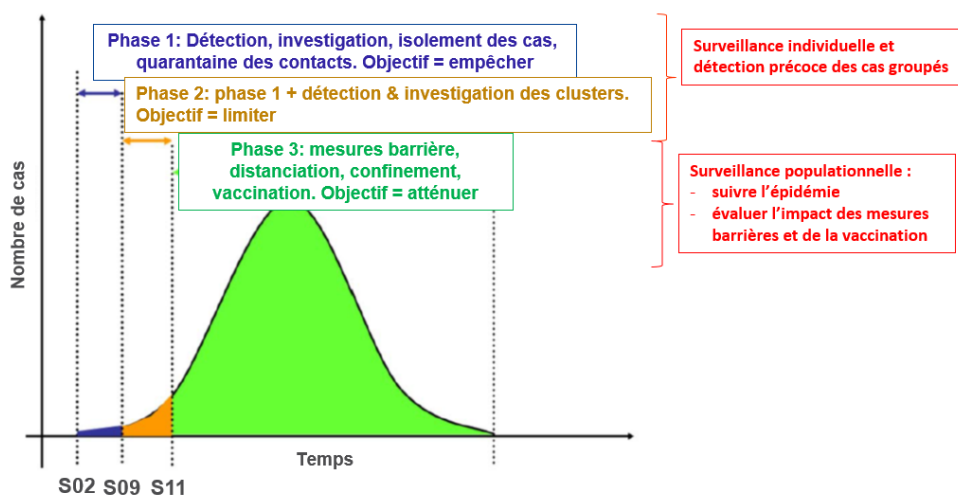 Phase 1: Détection, investigation, isolement des cas,
quarantaine des contacts. Objectif = empêcher
Phase 2: phase 1 + détection & investigation des clusters.
Objectif = limiter
Phase 3: mesures barrière,
distanciation, confinement,
vaccination. Objectif = atténuer
Surveillance individuelle et
détection précoce des cas groupés
Surveillance populationnelle :
- suivre l’épidémie
- évaluer l’impact des mesures
barrières et de la vaccination
Nombre de cas
Temps
S02 S09 S11